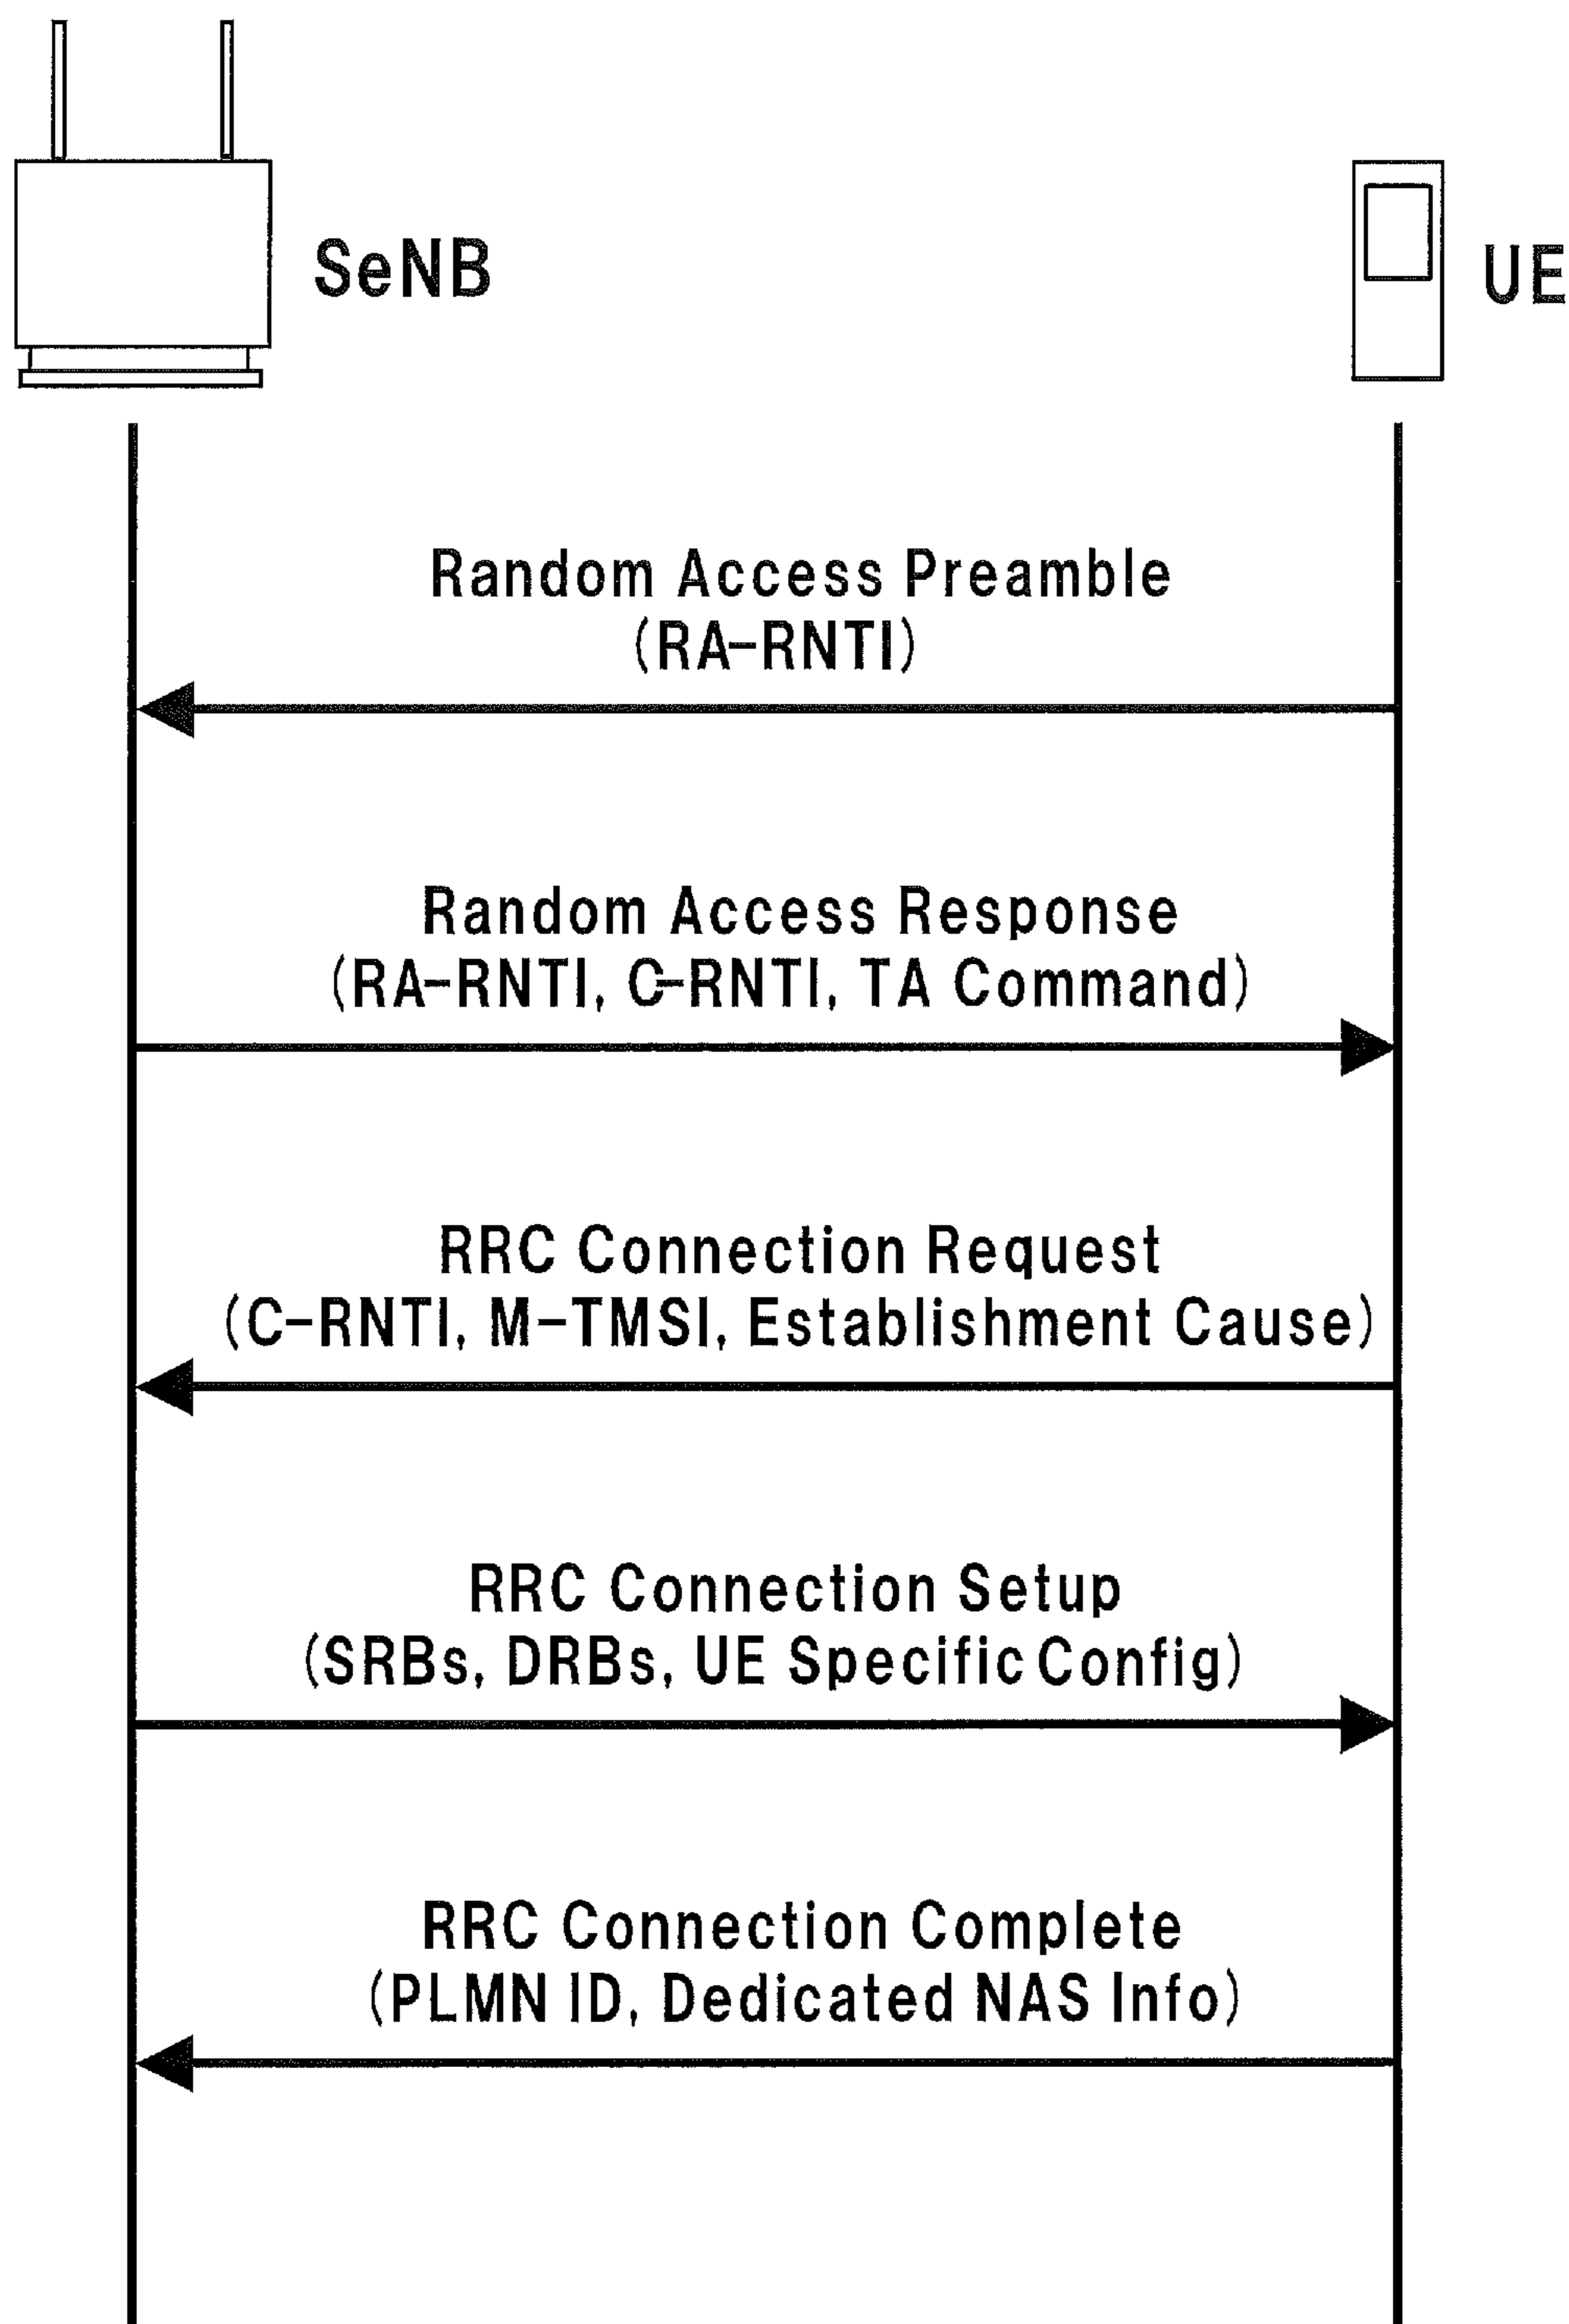 SeNB
UE
Random Access Preamble
(RA-RNTI)
Random Access Response
(RA-RNTI, C-RNTI, TA Command)
RRC Connection Request
(C-RNTI, M-TMSI, Establishment Cause)
RRC Connection Setup
(SRBs, DRBs, UE Specific Config)
RRC Connection Complete
(PLMN ID, Dedicated NAS Info)